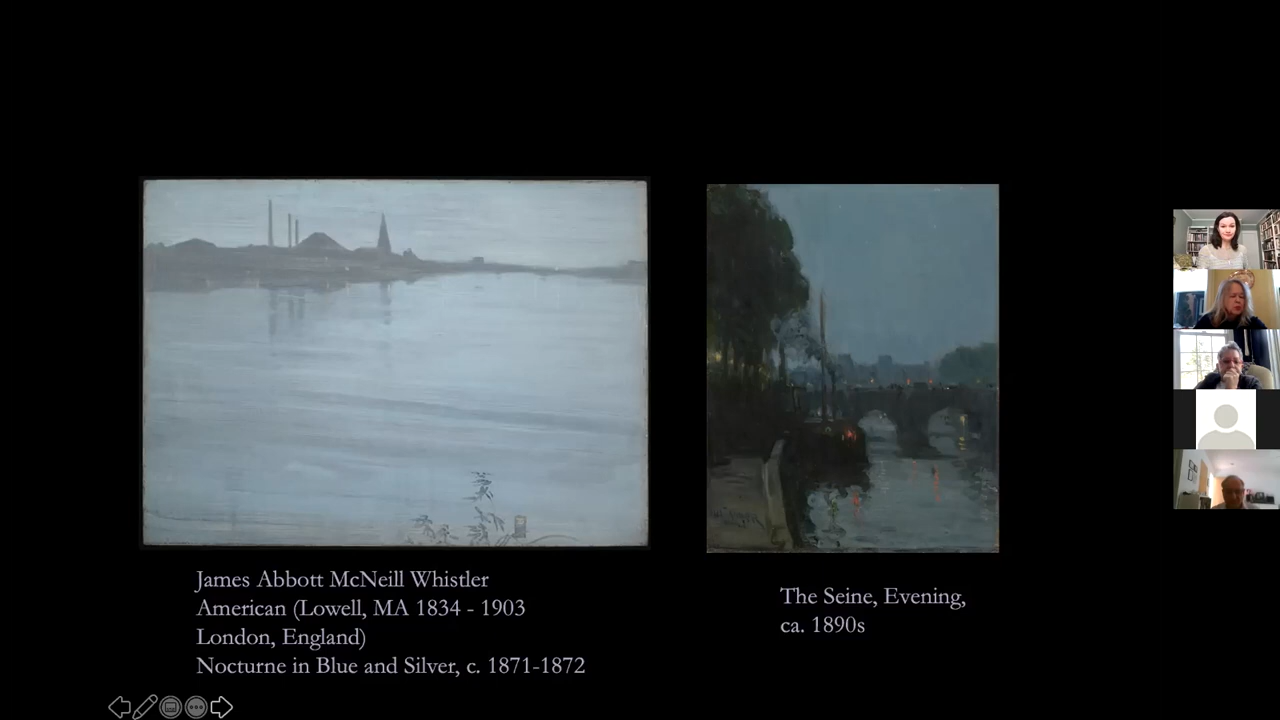 James Abbott McNeill Whistler
American (Lowell, MA 1834 - 1903
London, England)
Nocturne in Blue and Silver, c. 1871-1872
The Seine, Evening,
ca. 1890s